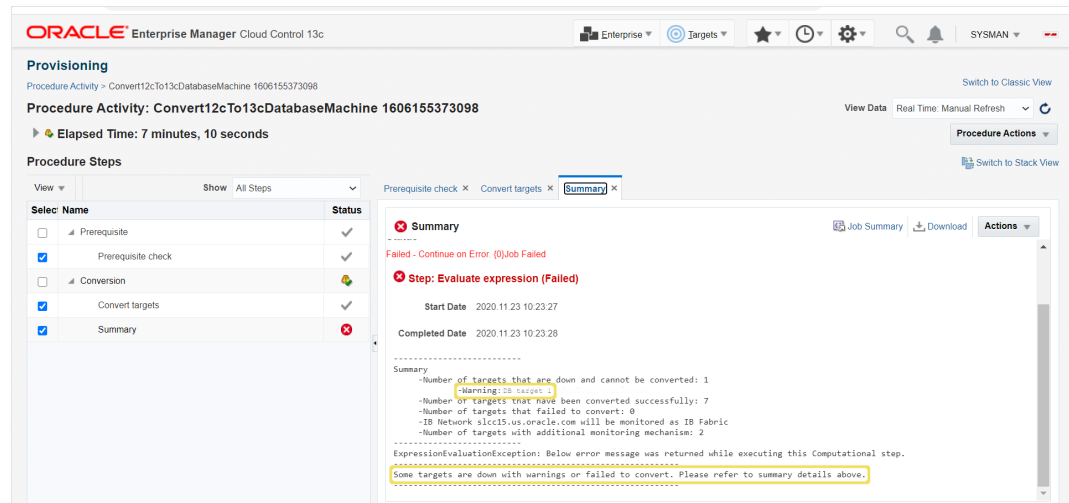 ORACLE Enterprise Manager Cloud Control 13c
Enterprise
Targets
SYSMAN
Provisioning
Procedure Activity > Convert12cTo13cDatabaseMachine 1606155373098
Switch to Classic View
Procedure Activity: Convert12cTo13cDatabaseMachine 1606155373098
View Data Real Time: Manual Refresh
Elapsed Time: 7 minutes, 10 seconds
Procedure Actions
Procedure Steps
Switch to Stack View
View
Show All Steps
Prerequisite check
Convert targets
Summary
Select Name Status
Prerequisite
Prerequisite check
Conversion
Convert targets
Summary
Summary
Job Summary
Download
Actions
Status
Failed - Continue on Error {0}Job Failed
Step: Evaluate expression (Failed)
Start Date 2020.11.23 10:23:27
Completed Date 2020.11.23 10:23:28
-------------------------
Summary
-Number of targets that are down and cannot be converted: 1
-Warning:DB target 1
-Number of targets that have been converted successfully: 7
-Number of targets that failed to convert: 0
-IB Network slcc15.us.oracle.com will be monitored as IB Fabric
-Number of targets with additional monitoring mechanism: 2
-------------------------
ExpressionEvaluationException: Below error message was returned while executing this Computational step.
--------------------------------------------------------
Some targets are down with warnings or failed to convert. Please refer to summary details above.
--------------------------------------------------------